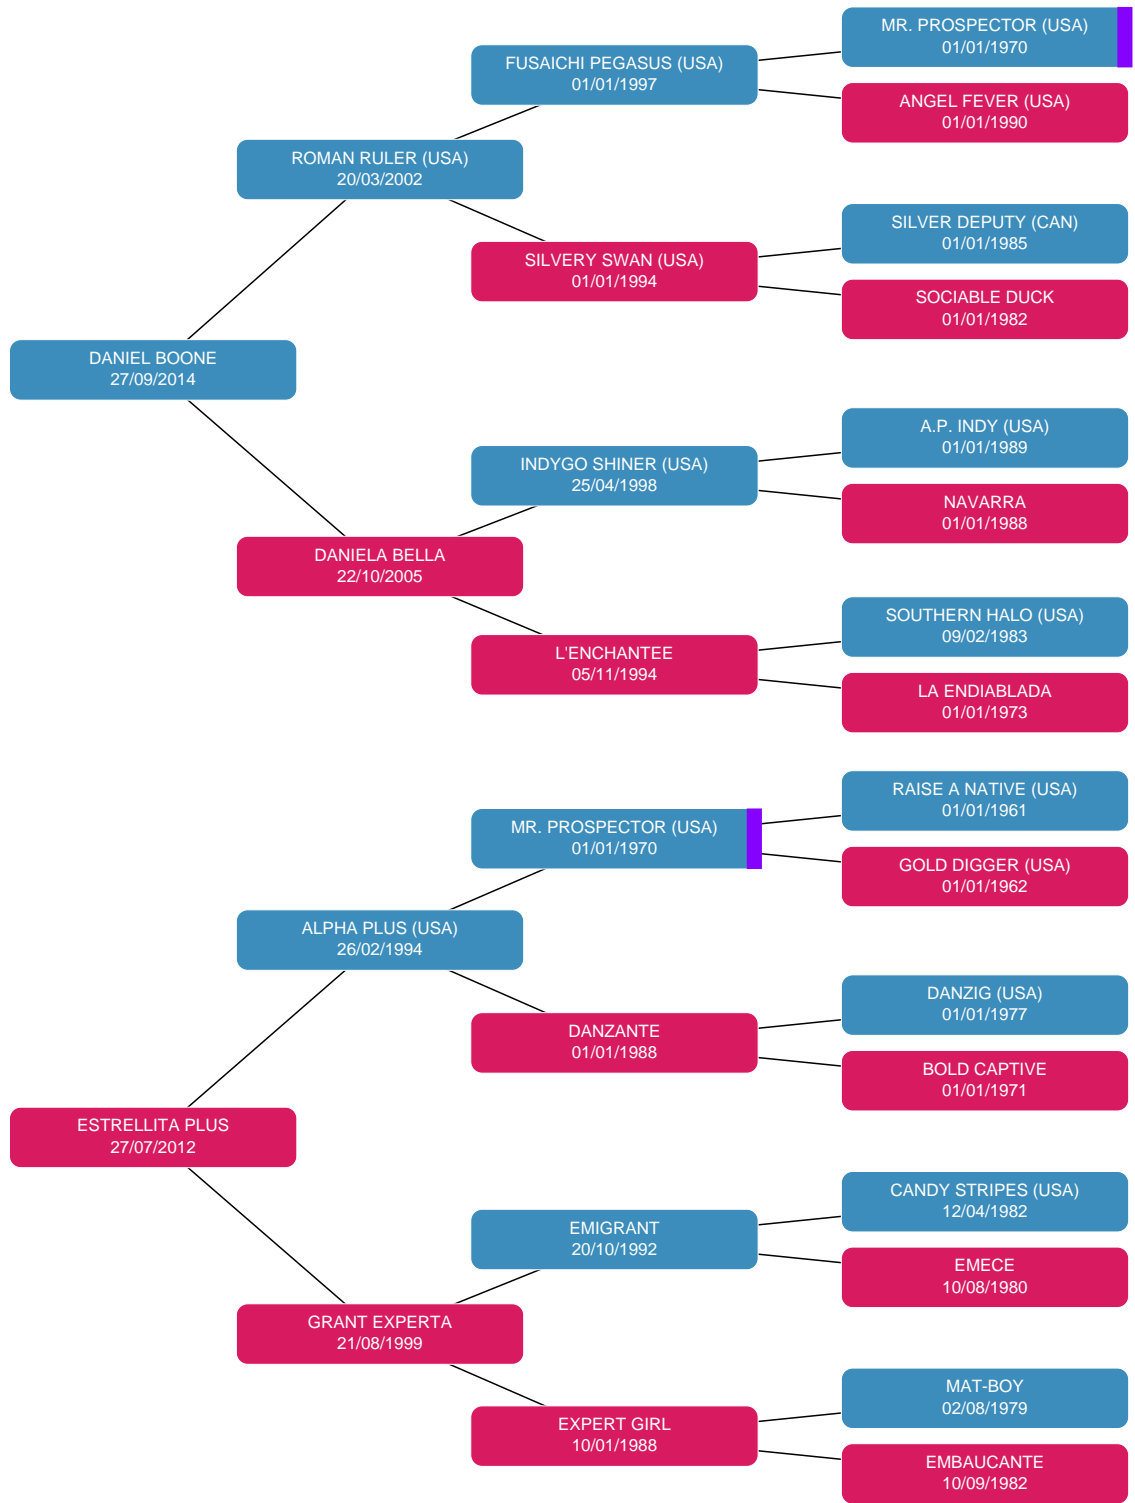 MR. PROSPECTOR (USA)
01/01/1970
FUSAICHI PEGASUS (USA)
01/01/1997
ANGEL FEVER (USA)
01/01/1990
ROMAN RULER (USA)
20/03/2002
SILVER DEPUTY (CAN)
01/01/1985
SILVERY SWAN (USA)
01/01/1994
SOCIABLE DUCK
01/01/1982
DANIEL BOONE
27/09/2014
A.P. INDY (USA)
01/01/1989
INDYGO SHINER (USA)
25/04/1998
NAVARRA
01/01/1988
DANIELA BELLA
22/10/2005
SOUTHERN HALO (USA)
09/02/1983
L'ENCHANTEE
05/11/1994
LA ENDIABLADA
01/01/1973
RAISE A NATIVE (USA)
01/01/1961
MR. PROSPECTOR (USA)
01/01/1970
GOLD DIGGER (USA)
01/01/1962
ALPHA PLUS (USA)
26/02/1994
DANZIG (USA)
01/01/1977
DANZANTE
01/01/1988
BOLD CAPTIVE
01/01/1971
ESTRELLITA PLUS
27/07/2012
CANDY STRIPES (USA)
12/04/1982
EMIGRANT
20/10/1992
EMECE
10/08/1980
GRANT EXPERTA
21/08/1999
MAT-BOY
02/08/1979
EXPERT GIRL
10/01/1988
EMBAUCANTE
10/09/1982